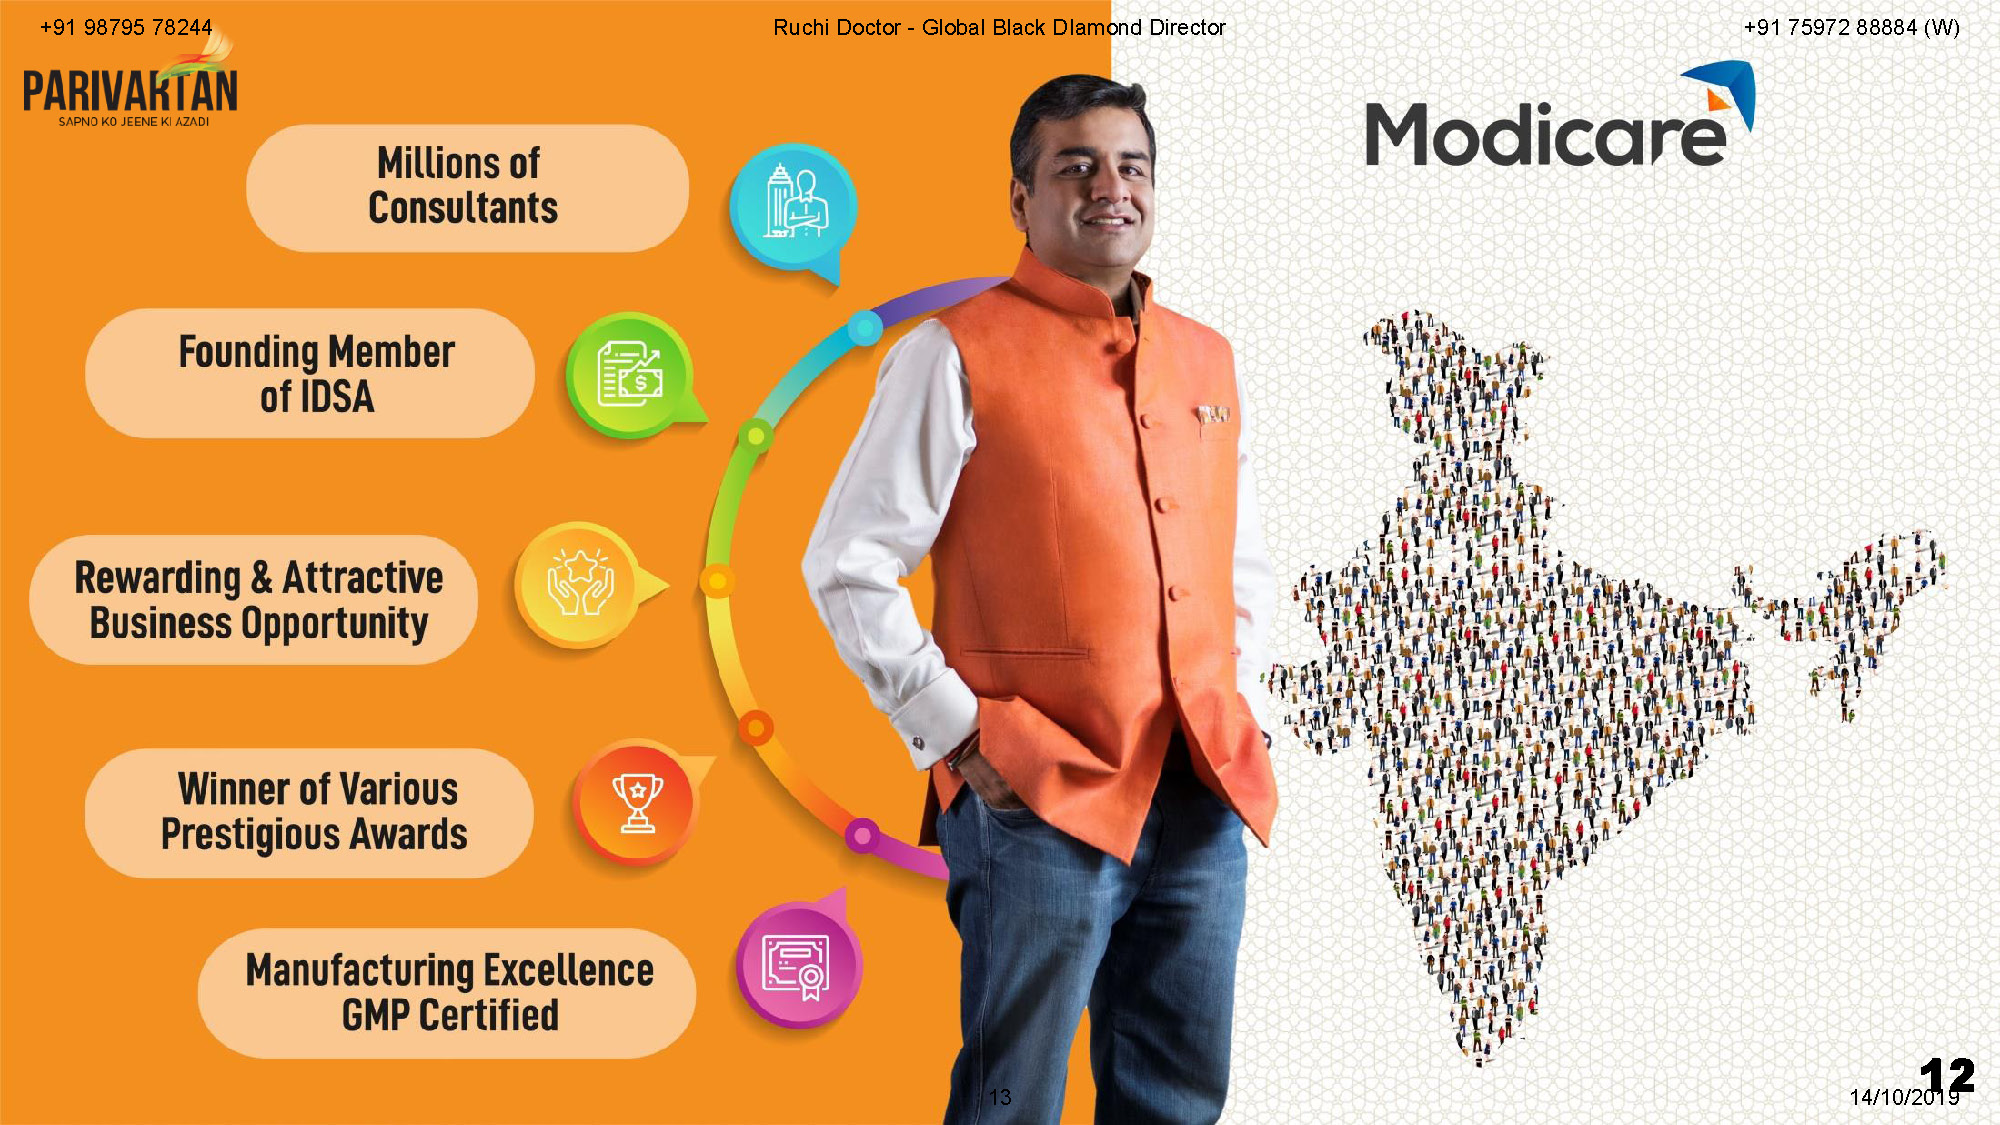 +91 98795 78244
Ruchi Doctor - Global Black DIamond Director
+91 75972 88884 (W)
PARIVARTAN
SAPNO KO JEENE KI AZADI
Modicare
Millions of
Consultants
Founding Member
of IDSA
Rewarding & Attractive
Business Opportunity
Winner of Various
Prestigious Awards
Manufacturing Excellence
GMP Certified
13
12
14/10/2019